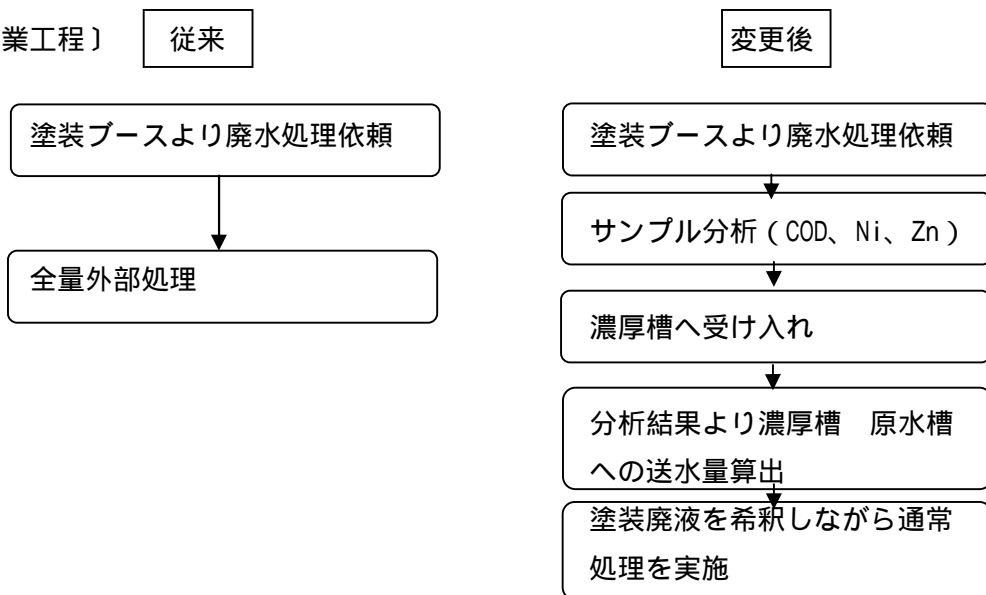 業工程〕
従来
変更後
塗装ブースより廃水処理依頼
全量外部処理
塗装ブースより廃水処理依頼
サンプル分析(COD、Ni、Zn)
濃厚槽へ受け入れ
分析結果より濃厚槽　原水槽
への送水量算出
塗装廃液を希釈しながら通常
処理を実施